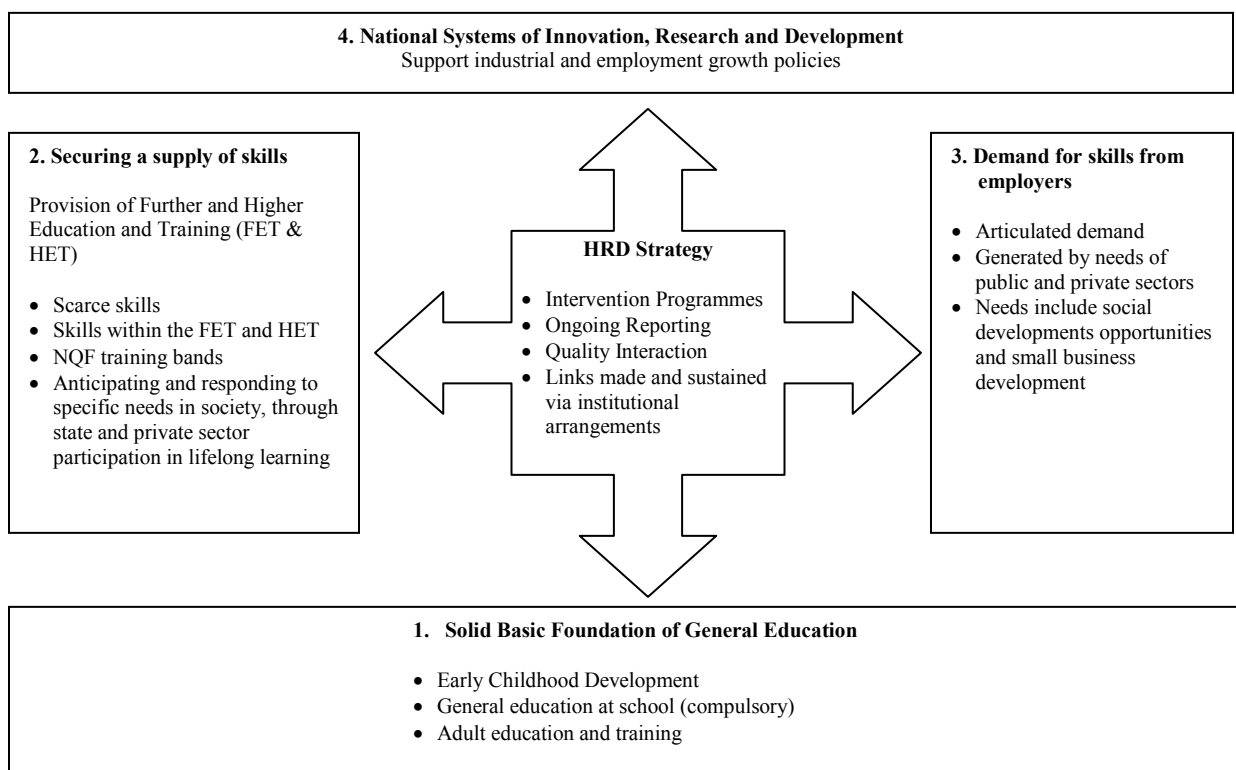 4. National Systems of Innovation, Research and Development
Support industrial and employment growth policies
2. Securing a supply of skills
Provision of Further and Higher
Education and Training (FET &
HET)
• Scarce skills
• Skills within the FET and HET
• NQF training bands
• Anticipating and responding to
specific needs in society, through
state and private sector
participation in lifelong learning
HRD Strategy
• Intervention Programmes
• Ongoing Reporting
• Quality Interaction
• Links made and sustained
via institutional
arrangements
3. Demand for skills from
employers
• Articulated demand
• Generated by needs of
public and private sectors
• Needs include social
developments opportunities
and small business
development
1. Solid Basic Foundation of General Education
• Early Childhood Development
• General education at school (compulsory)
• Adult education and training